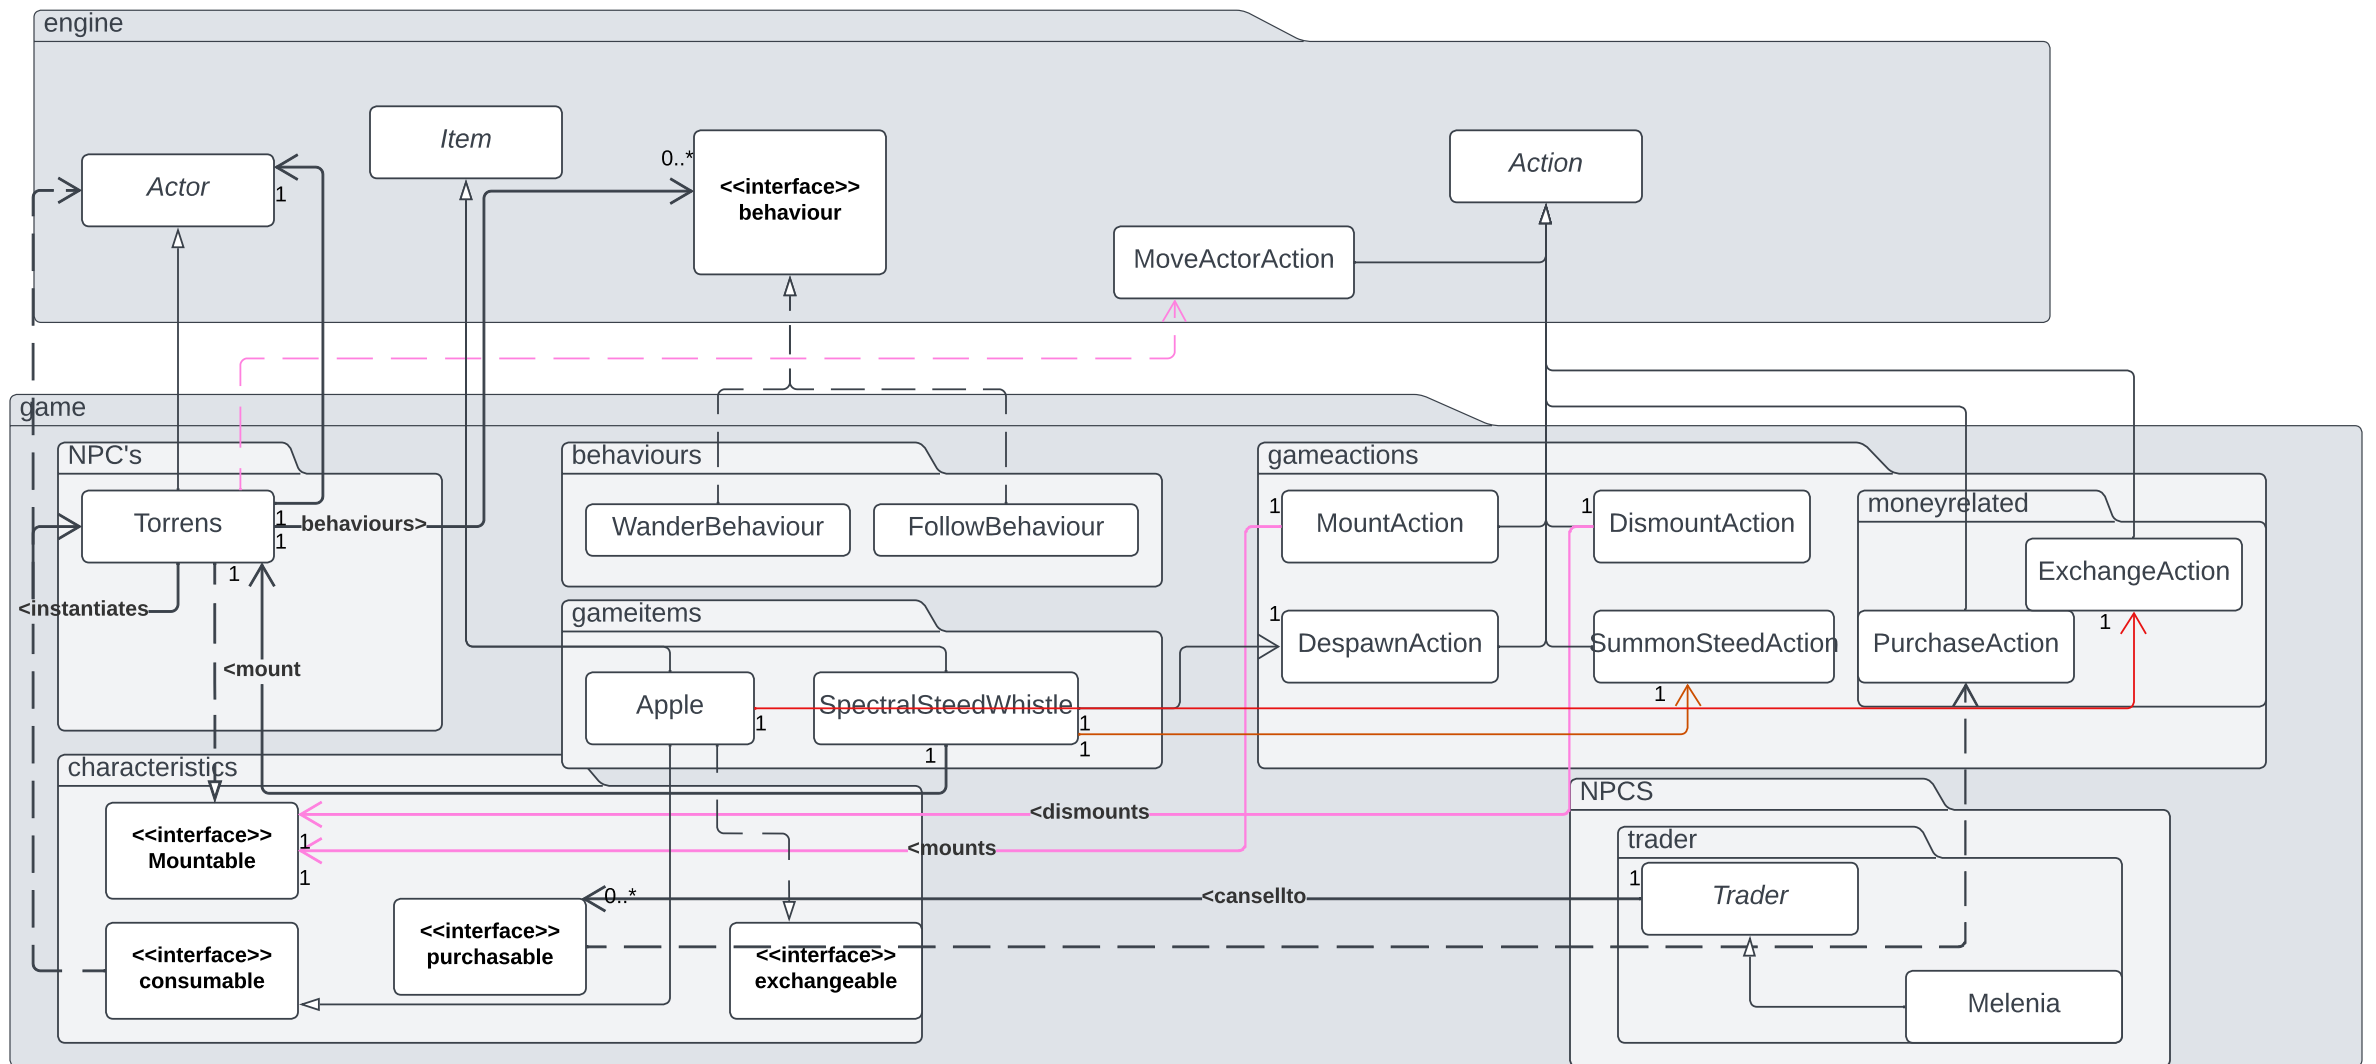 engine
Item
Actor
1
0..*
<<interface>>
behaviour
Action
MoveActorAction
game
NPC's
Torrens
1
behaviours>
1
1
<instantiates
<mount
behaviours
WanderBehaviour
FollowBehaviour
gameitems
Apple
1
SpectralSteedWhistle
1
1
1
gameactions
1
MountAction
1
DismountAction
1
DespawnAction
SummonSteedAction
1
moneyrelated
ExchangeAction
1
PurchaseAction
characteristics
<<interface>>
Mountable
1
1
<dismounts
<mounts
<<interface>>
consumable
0..*
<<interface>>
purchasable
<<interface>>
exchangeable
<cansellto
NPCS
trader
1
Trader
Melenia